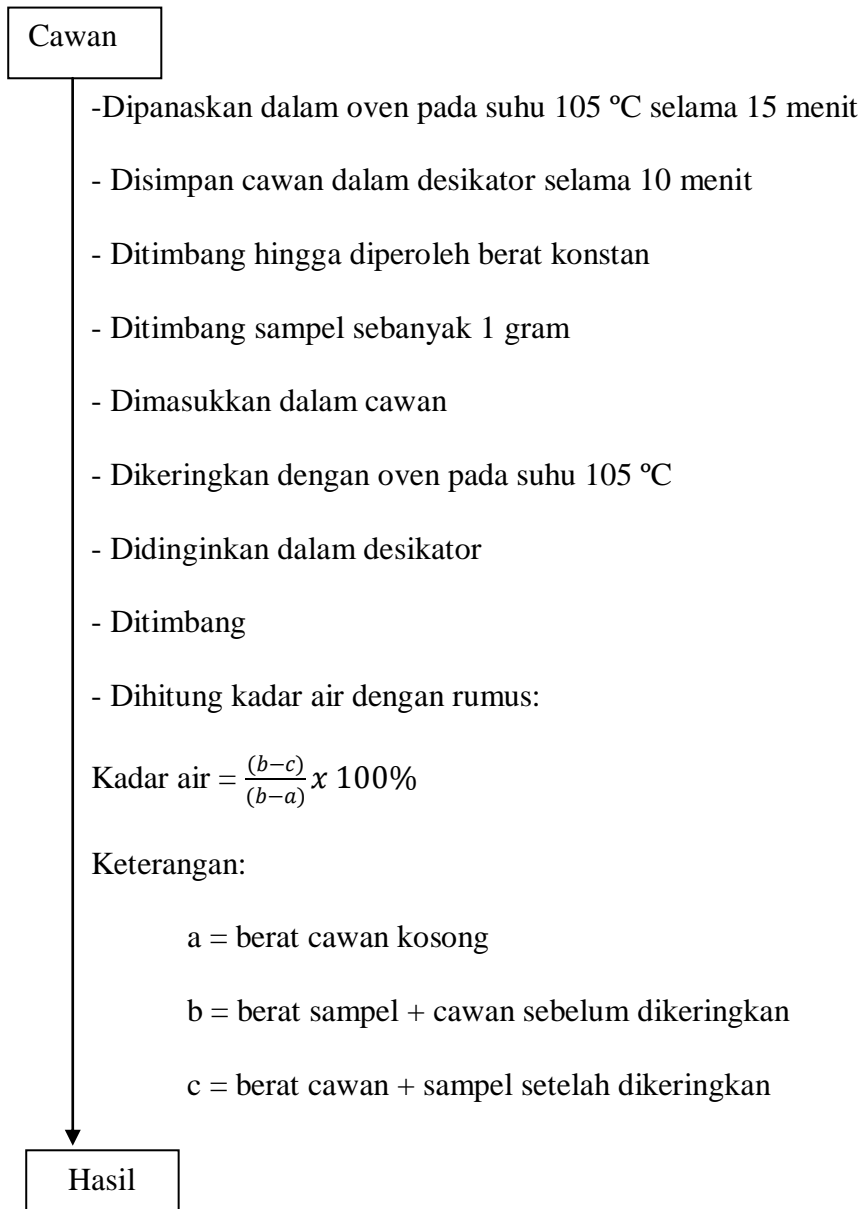 Cawan
-Dipanaskan dalam oven pada suhu 105 ºC selama 15 menit
- Disimpan cawan dalam desikator selama 10 menit
- Ditimbang hingga diperoleh berat konstan
- Ditimbang sampel sebanyak 1 gram
- Dimasukkan dalam cawan
- Dikeringkan dengan oven pada suhu 105 ºC
- Didinginkan dalam desikator
- Ditimbang
- Dihitung kadar air dengan rumus:
Kadar air = \frac{(b−c)}{(b−a)} x 100%
Keterangan:
a = berat cawan kosong
b = berat sampel + cawan sebelum dikeringkan
c = berat cawan + sampel setelah dikeringkan
Hasil